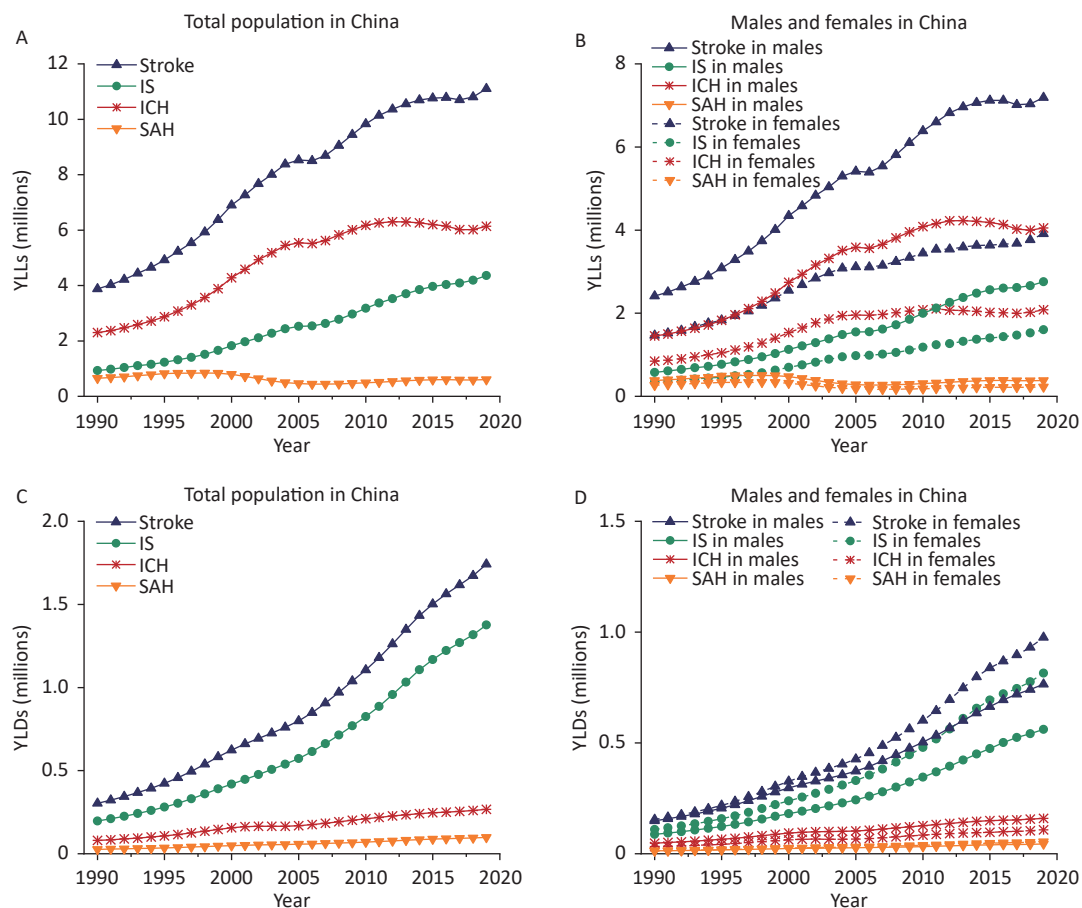 A
Total population in China
12
10
8
6
4
2
0
YLLs (millions)
Stroke
IS
ICH
SAH
1990
1995
2000
2005
2010
2015
2020
Year
B
Males and females in China
8
6
4
2
0
YLLs (millions)
Stroke in males
IS in males
ICH in males
SAH in males
Stroke in females
IS in females
ICH in females
SAH in females
1990
1995
2000
2005
2010
2015
2020
Year
C
Total population in China
2.0
1.5
1.0
0.5
0
YLDs (millions)
Stroke
IS
ICH
SAH
1990
1995
2000
2005
2010
2015
2020
Year
D
Males and females in China
1.5
1.0
0.5
0
YLDs (millions)
Stroke in males
IS in males
ICH in males
SAH in males
Stroke in females
IS in females
ICH in females
SAH in females
1990
1995
2000
2005
2010
2015
2020
Year